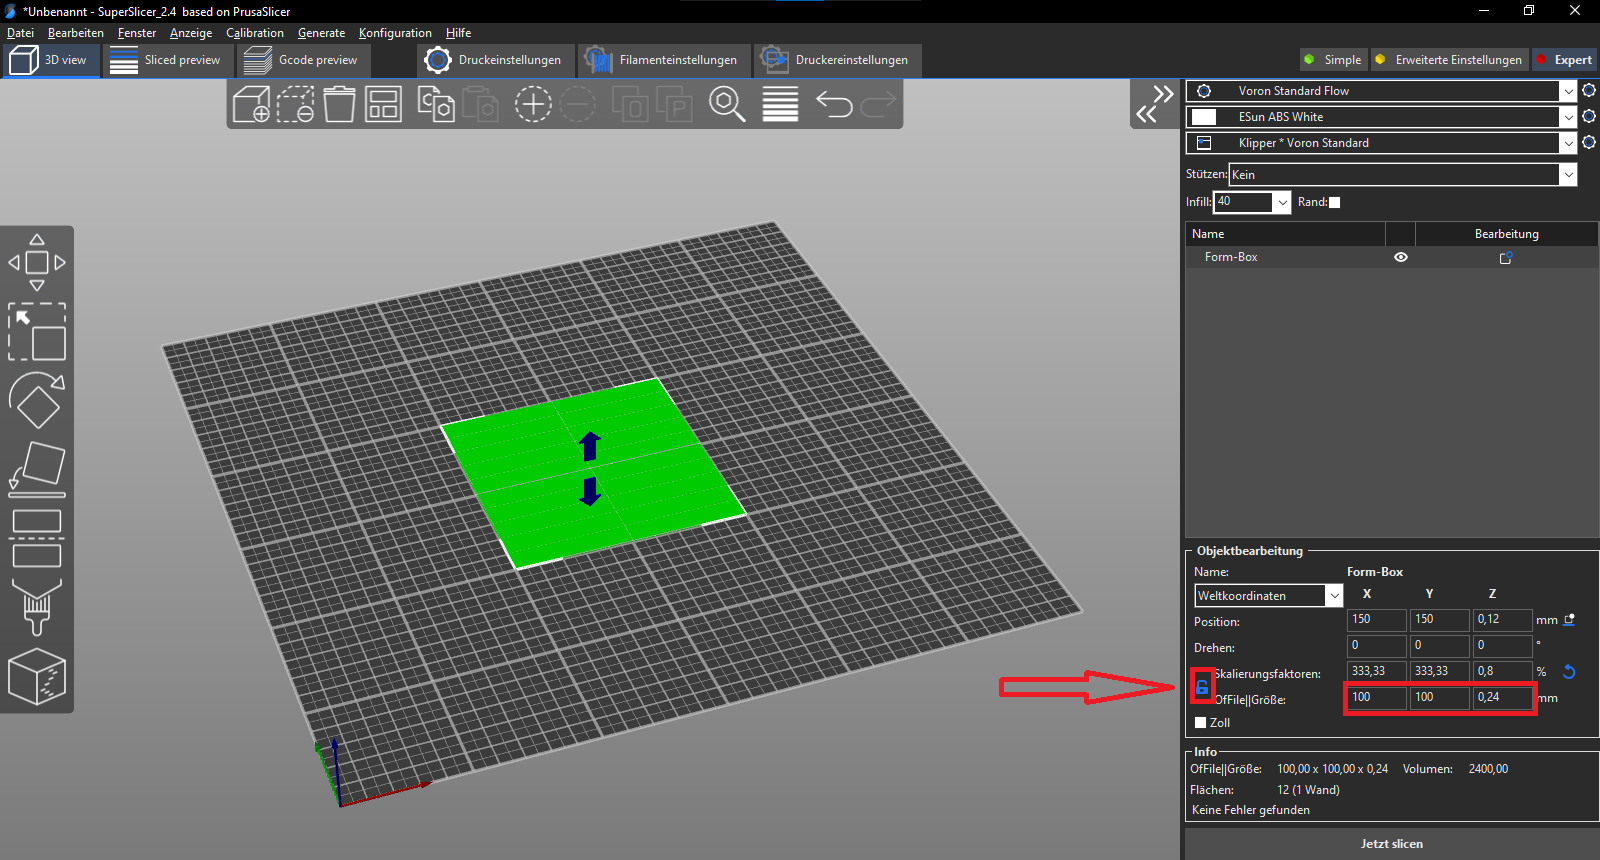 *Unbenannt - SuperSlicer_2.4  based on PrusaSlicer
Datei Bearbeiten Fenster Anzeige Calibration Generate Konfiguration Hilfe
3D view Sliced preview Gcode preview Druckeinstellungen Filamenteinstellungen Druckereinstellungen Simple Erweiterte Einstellungen Expert
Voron Standard Flow
ESun ABS White
Klipper * Voron Standard
Stützen: Kein
Infill: 40 Rand:
Name Bearbeitung
Form-Box
Objektbearbeitung
Name: Form-Box
Weltkoordinaten X Y Z
Position: 150 150 0,12 mm
Drehen: 0 0 0 °
Skalierungsfaktoren: 333,33 333,33 0,8 %
OfFile||Größe: 100 100 0,24 mm
Zoll
Info
OfFile||Größe: 100,00 x 100,00 x 0,24 Volumen: 2400,00
Flächen: 12 (1 Wand)
Keine Fehler gefunden
Jetzt slicen